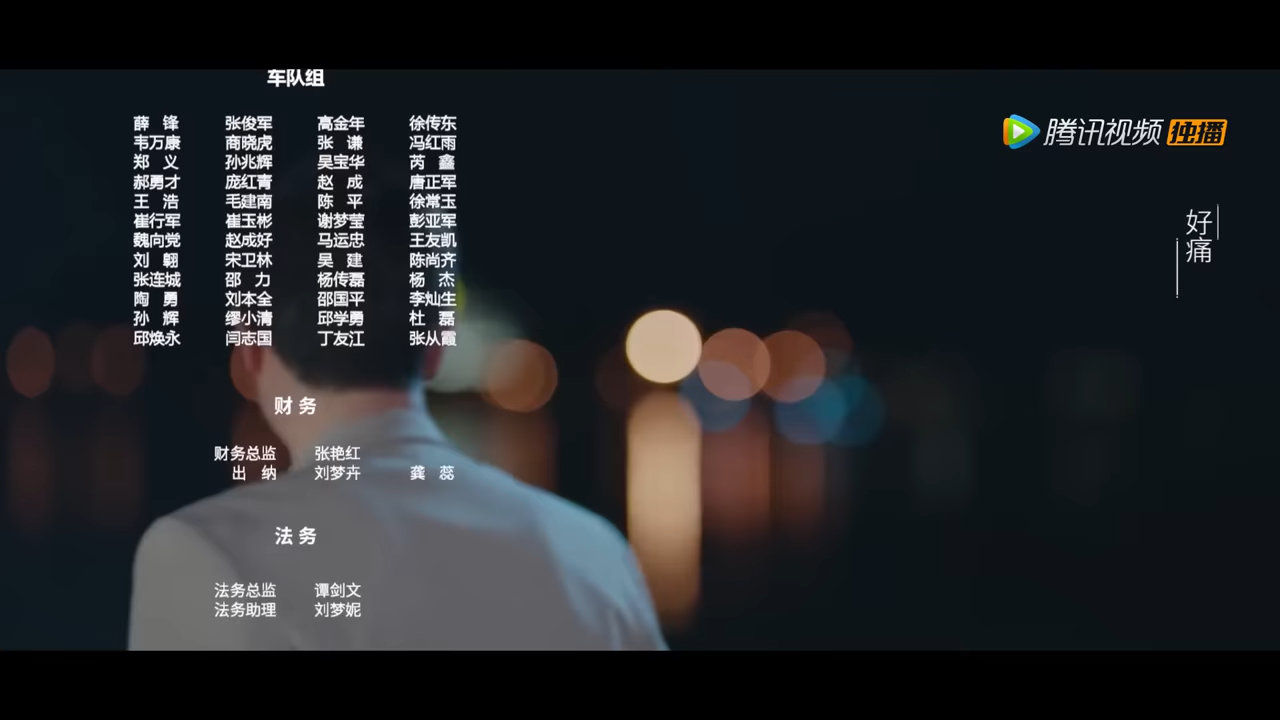 车队组
薛 锋 张俊军 高金年 徐传东
韦万康 商晓虎 张 谦 冯红雨
郑 义 孙兆辉 吴宝华 芮 鑫
郝勇才 庞红青 赵 成 唐正军
王 浩 毛建南 陈 平 徐常玉
崔行军 崔玉彬 谢梦莹 彭亚军
魏向党 赵成好 马运忠 王友凯
刘 翱 宋卫林 吴 建 陈尚齐
张连城 邵 力 杨传磊 杨 杰
陶 勇 刘本全 邵国平 李灿生
孙 辉 缪小清 邱学勇 杜 磊
邱焕永 闫志国 丁友江 张从霞
财务
财务总监 张艳红
出 纳 刘梦卉 龚 蕊
法务
法务总监 谭剑文
法务助理 刘梦妮
腾讯视频 独播
好痛